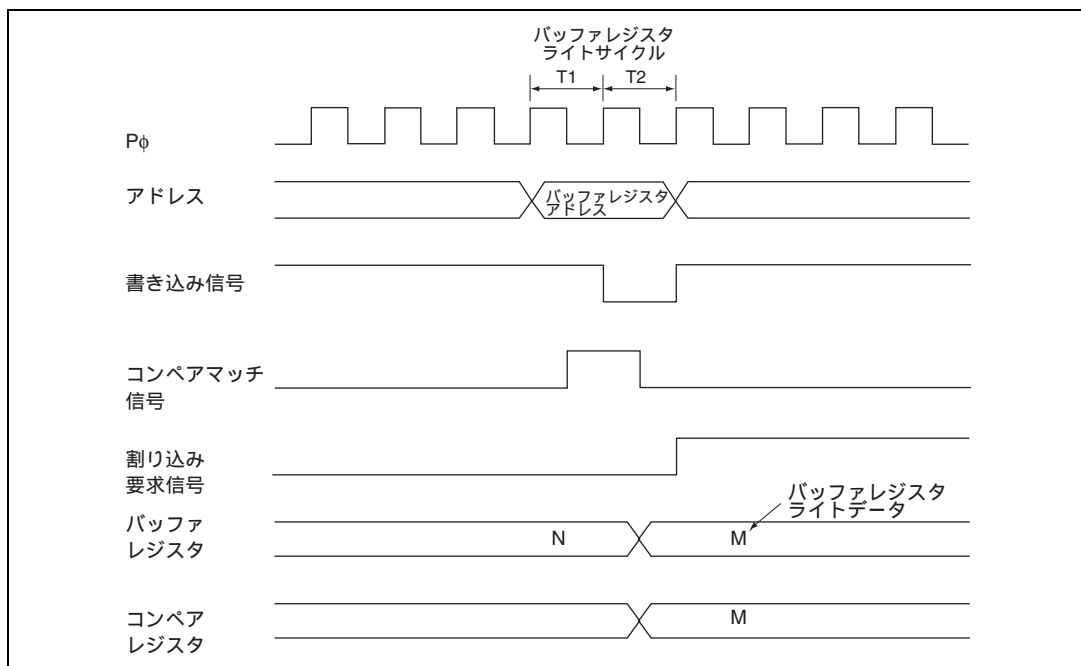 バッファレジスタ
ライトサイクル
T1
T2
Pφ
アドレス
バッファレジスタ
アドレス
書き込み信号
コンペアマッチ
信号
割り込み
要求信号
バッファレジスタ
ライトデータ
バッファ
レジスタ
N
M
コンペア
レジスタ
M